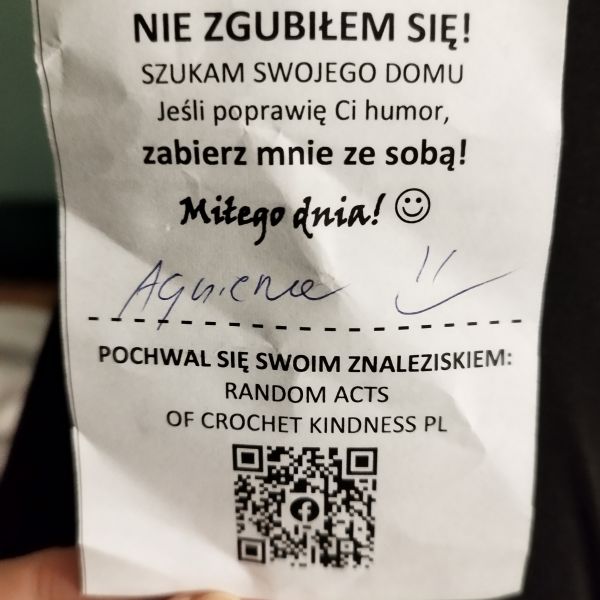 NIE ZGUBIŁEM SIĘ!
SZUKAM SWOJEGO DOMU
Jeśli poprawię Ci humor,
zabierz mnie ze sobą!
Miłego dnia! ☺
POCHWAL SIĘ SWOIM ZNALEZISKIEM:
RANDOM ACTS
OF CROCHET KINDNESS PL